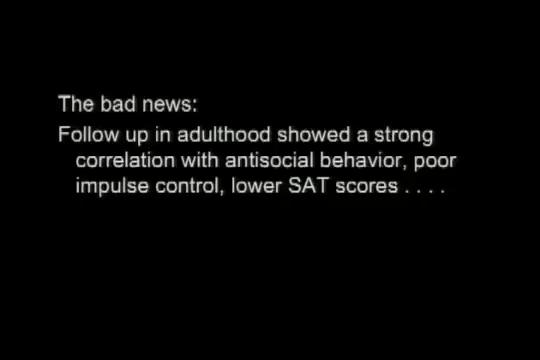 The bad news:
Follow up in adulthood showed a strong
correlation with antisocial behavior, poor
impulse control, lower SAT scores . . . .